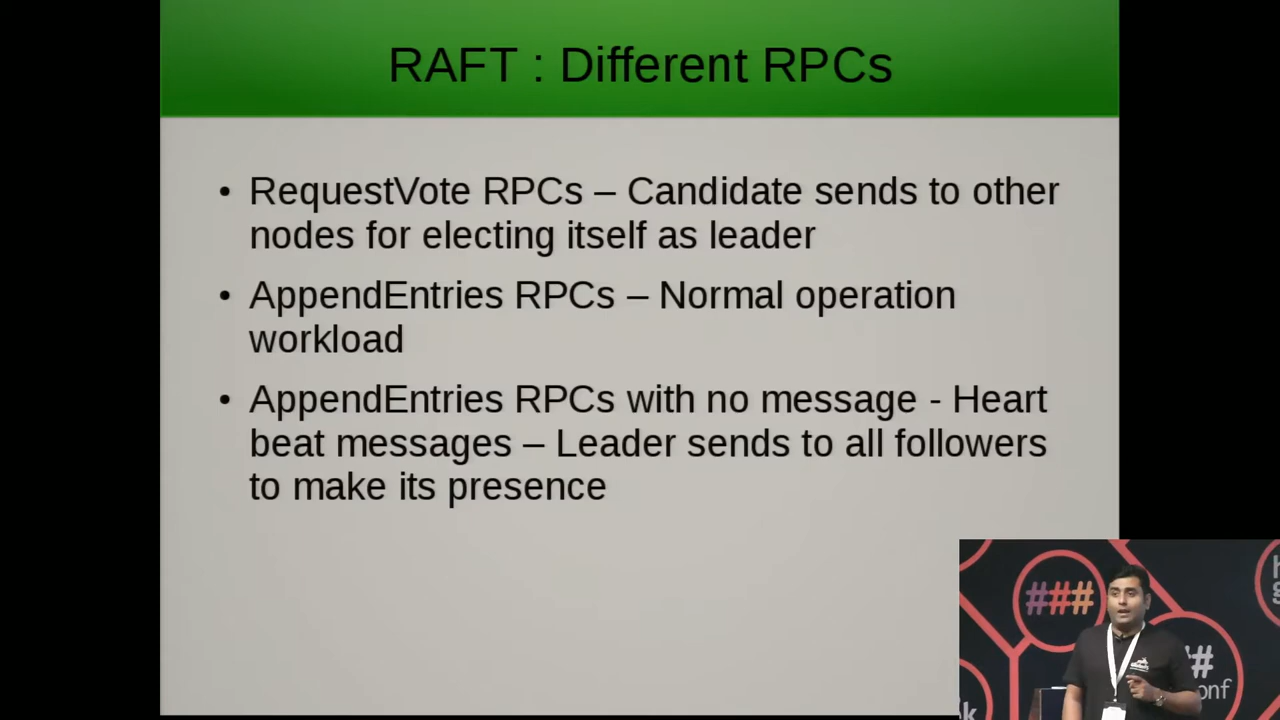 RAFT : Different RPCs
• RequestVote RPCs – Candidate sends to other
nodes for electing itself as leader
• AppendEntries RPCs – Normal operation
workload
• AppendEntries RPCs with no message - Heart
beat messages – Leader sends to all followers
to make its presence
###
#
onf